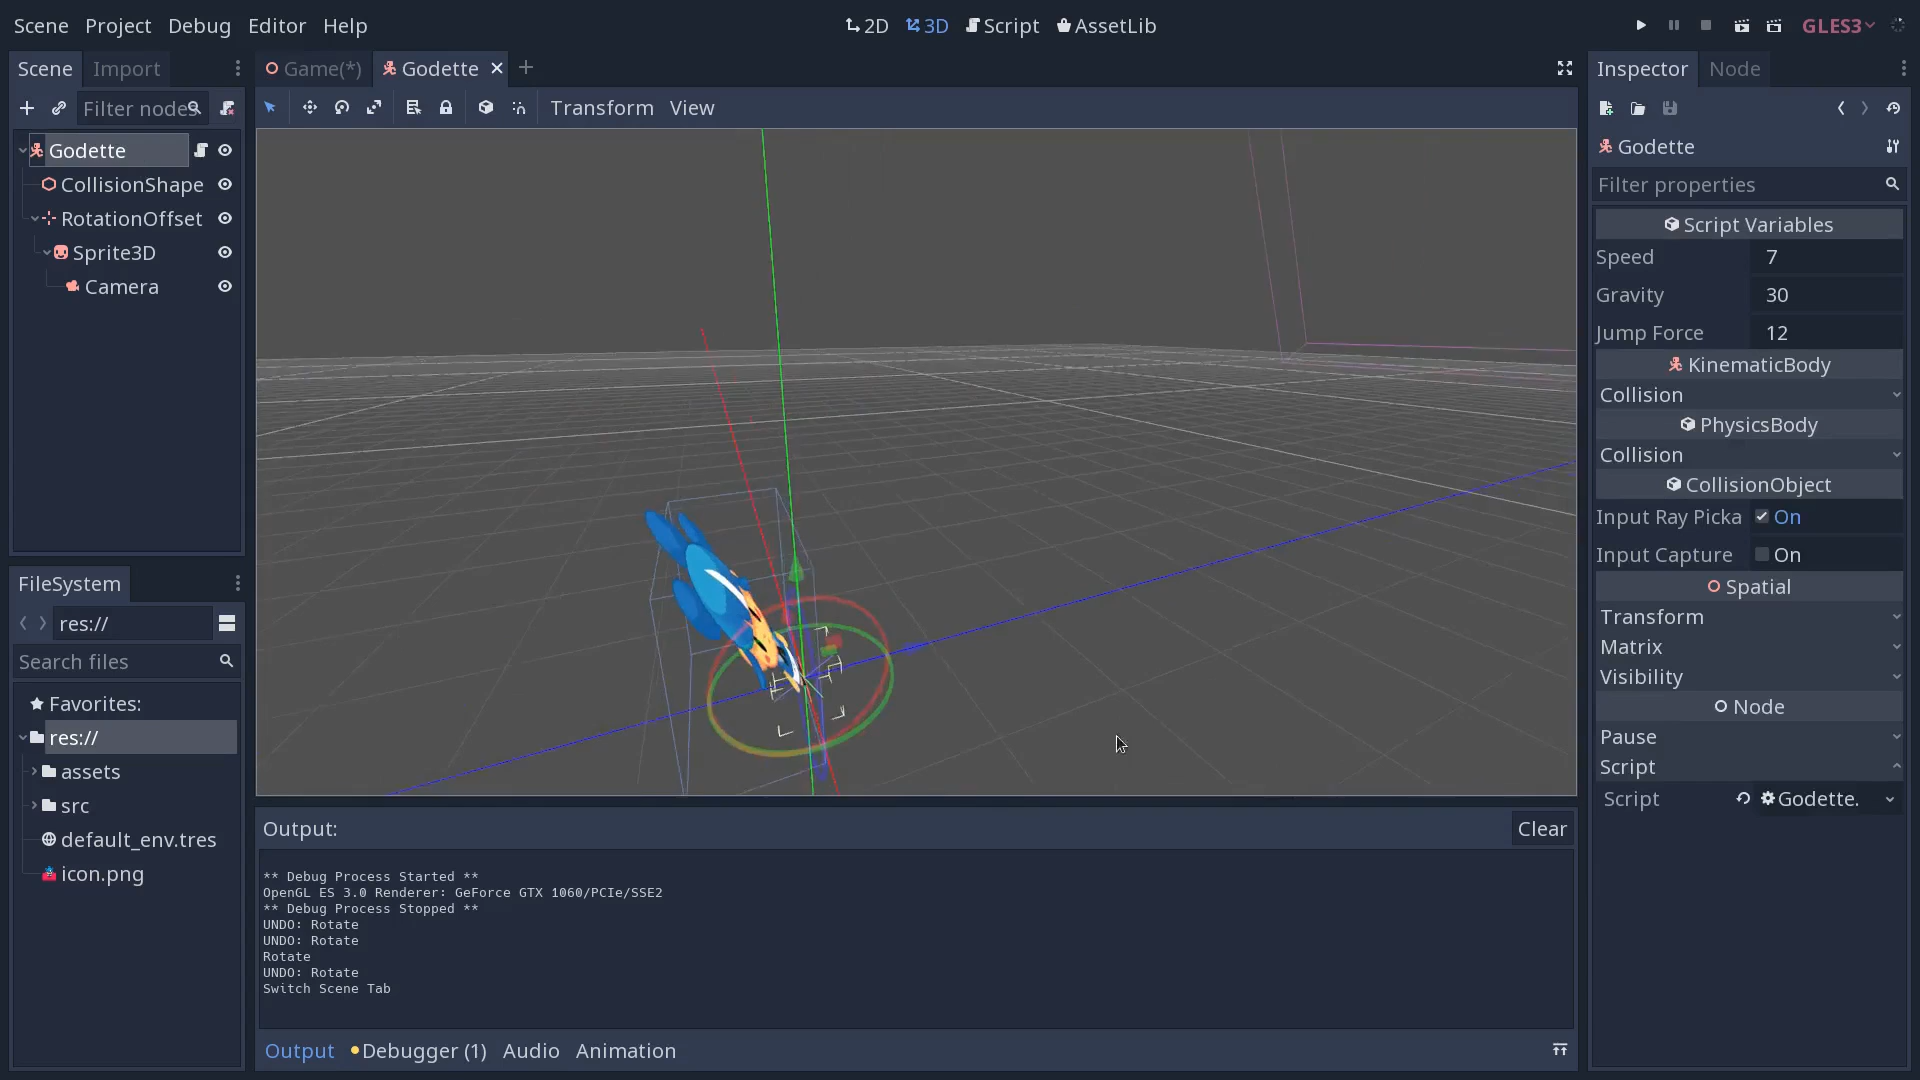 Scene Project Debug Editor Help
2D 3D Script AssetLib
GLES3
Scene Import
Filter nodes
Godette
CollisionShape
RotationOffset
Sprite3D
Camera
Game(*) Godette
Transform View
FileSystem
res://
Search files
Favorites:
res://
assets
src
default_env.tres
icon.png
Output:
Clear
** Debug Process Started **
OpenGL ES 3.0 Renderer: GeForce GTX 1060/PCIe/SSE2
** Debug Process Stopped **
UNDO: Rotate
UNDO: Rotate
Rotate
UNDO: Rotate
Switch Scene Tab
Output Debugger (1) Audio Animation
Inspector Node
Godette
Filter properties
Script Variables
Speed 7
Gravity 30
Jump Force 12
KinematicBody
Collision
PhysicsBody
Collision
CollisionObject
Input Ray Picka On
Input Capture On
Spatial
Transform
Matrix
Visibility
Node
Pause
Script
Script Godette.